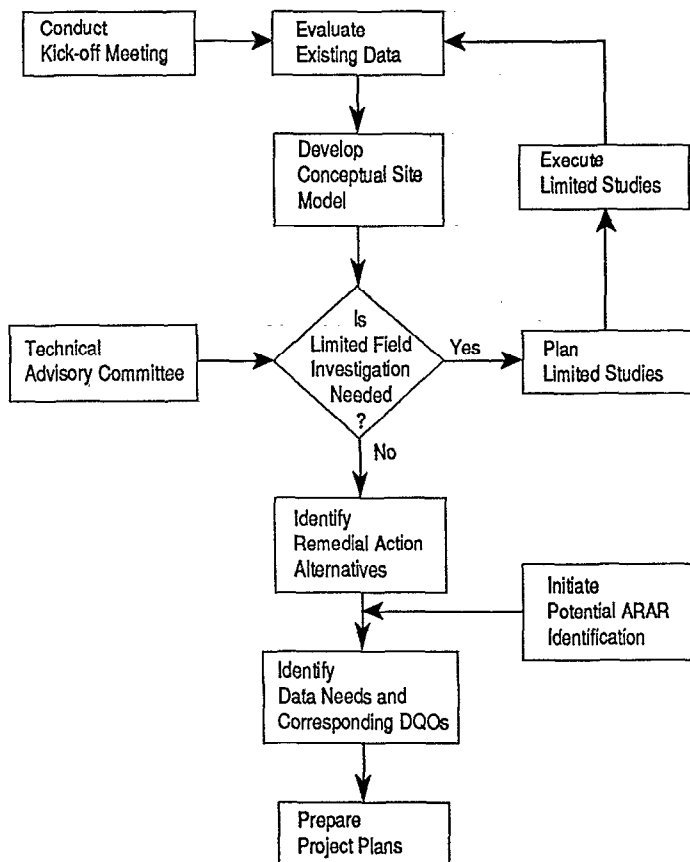 Conduct
Kick-off Meeting
Evaluate
Existing Data
Develop
Conceptual Site
Model
Execute
Limited Studies
Technical
Advisory Committee
Is
Limited Field
Investigation
Needed
?
Yes
Plan
Limited Studies
No
Identify
Remedial Action
Alternatives
Initiate
Potential ARAR
Identification
Identify
Data Needs and
Corresponding DQOs
Prepare
Project Plans